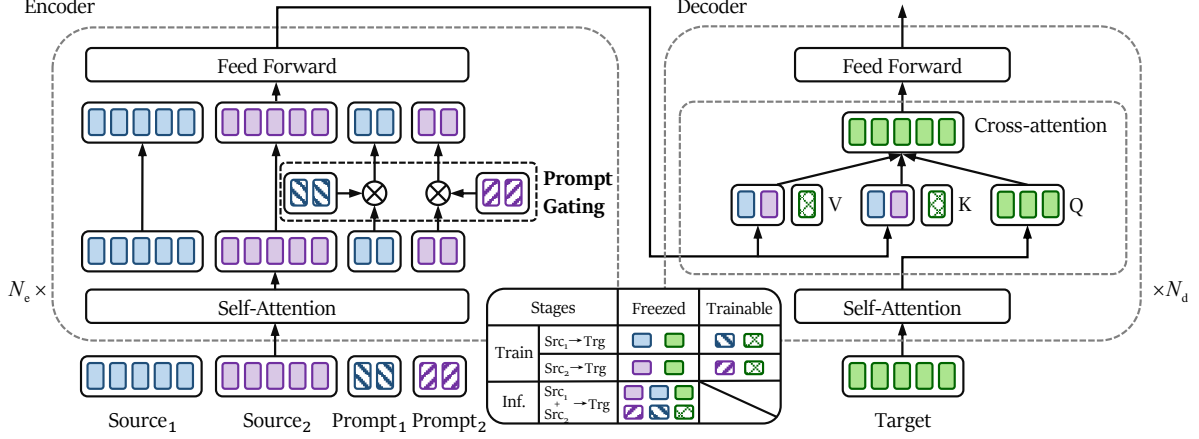 Encoder
Decoder
Feed Forward
Feed Forward
Cross-attention
Prompt
Gating
V
K
Q
Nₑ ×
Self-Attention
Self-Attention
× N_d
Stages
Freezed
Trainable
Train
Src₁→Trg
Src₂→Trg
Inf.
Src₁
+ →Trg
Src₂
Source₁
Source₂
Prompt₁
Prompt₂
Target